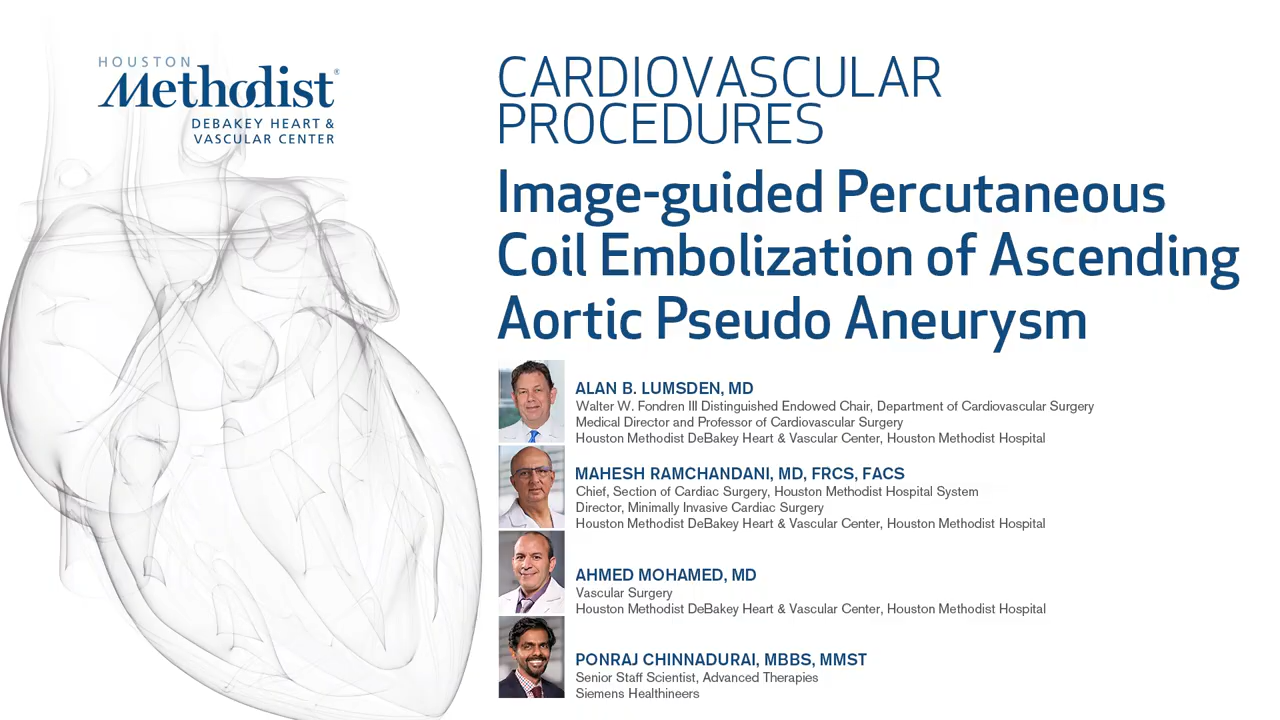 HOUSTON
Methodist®
DEBAKEY HEART &
VASCULAR CENTER
CARDIOVASCULAR
PROCEDURES
Image-guided Percutaneous
Coil Embolization of Ascending
Aortic Pseudo Aneurysm
ALAN B. LUMSDEN, MD
Walter W. Fondren III Distinguished Endowed Chair, Department of Cardiovascular Surgery
Medical Director and Professor of Cardiovascular Surgery
Houston Methodist DeBakey Heart & Vascular Center, Houston Methodist Hospital
MAHESH RAMCHANDANI, MD, FRCS, FACS
Chief, Section of Cardiac Surgery, Houston Methodist Hospital System
Director, Minimally Invasive Cardiac Surgery
Houston Methodist DeBakey Heart & Vascular Center, Houston Methodist Hospital
AHMED MOHAMED, MD
Vascular Surgery
Houston Methodist DeBakey Heart & Vascular Center, Houston Methodist Hospital
PONRAJ CHINNADURAI, MBBS, MMST
Senior Staff Scientist, Advanced Therapies
Siemens Healthineers